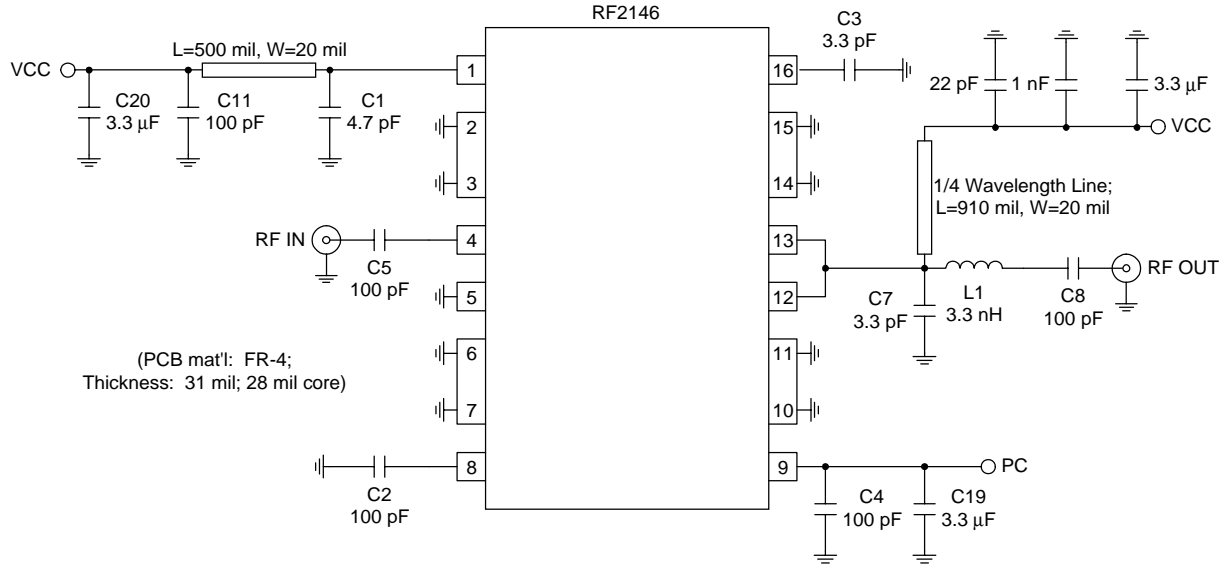 RF2146
VCC
L=500 mil, W=20 mil
C20
3.3 μF
C11
100 pF
C1
4.7 pF
1
2
3
RF IN
C5
100 pF
4
5
(PCB mat'l: FR-4;
Thickness: 31 mil; 28 mil core)
6
7
C2
100 pF
8
16
C3
3.3 pF
15
14
22 pF
1 nF
3.3 μF
VCC
1/4 Wavelength Line;
L=910 mil, W=20 mil
13
12
C7
3.3 pF
L1
3.3 nH
C8
100 pF
RF OUT
11
10
9
PC
C4
100 pF
C19
3.3 μF